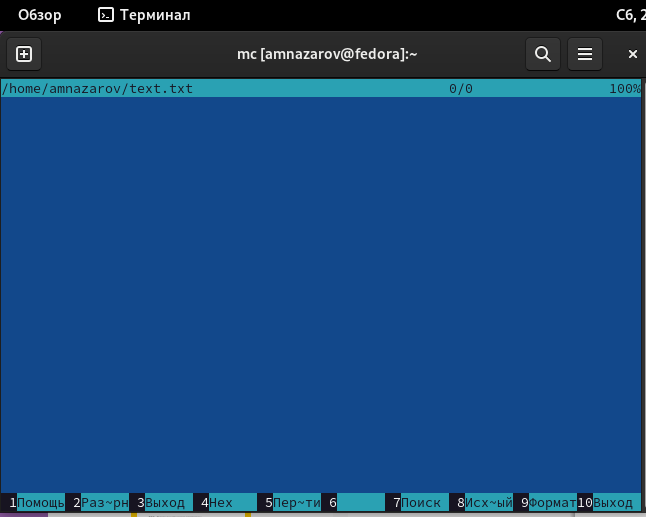 Обзор Терминал Сб, 2
mc [amnazarov@fedora]:~
/home/amnazarov/text.txt 0/0 100%
1Помощь 2Раз~рн 3Выход 4Hex 5Пер~ти 6 7Поиск 8Исх~ый 9Формат 10Выход